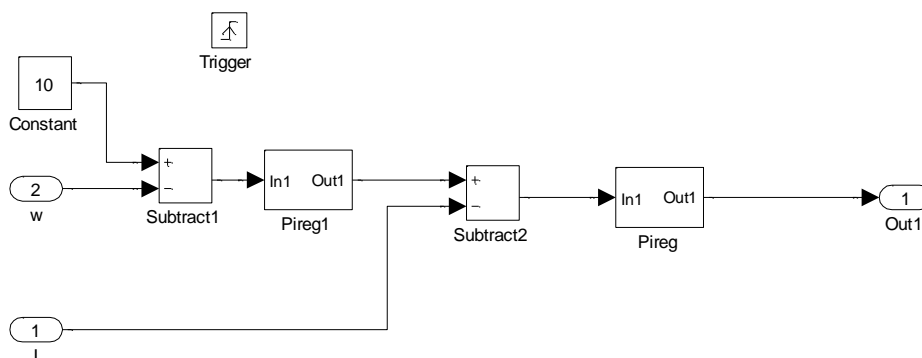 Trigger
10
Constant
+
−
Subtract1
In1 Out1
Pireg1
2
w
+
−
Subtract2
In1 Out1
Pireg
1
Out1
1